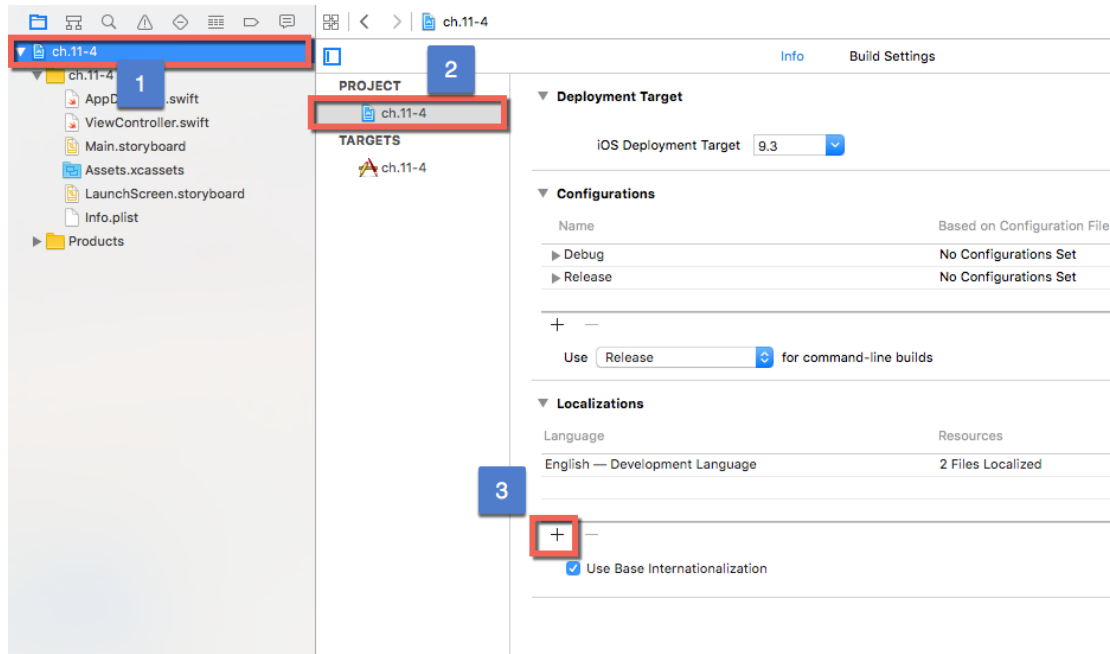 ch.11-4
ch.11-4
1
2
Info Build Settings
ch.11-4
AppD .swift
ViewController.swift
Main.storyboard
Assets.xcassets
LaunchScreen.storyboard
Info.plist
Products
PROJECT
ch.11-4
TARGETS
ch.11-4
Deployment Target
iOS Deployment Target 9.3
Configurations
Name Based on Configuration File
Debug No Configurations Set
Release No Configurations Set
+ −
Use Release for command-line builds
Localizations
Language Resources
English — Development Language 2 Files Localized
3
+ −
Use Base Internationalization